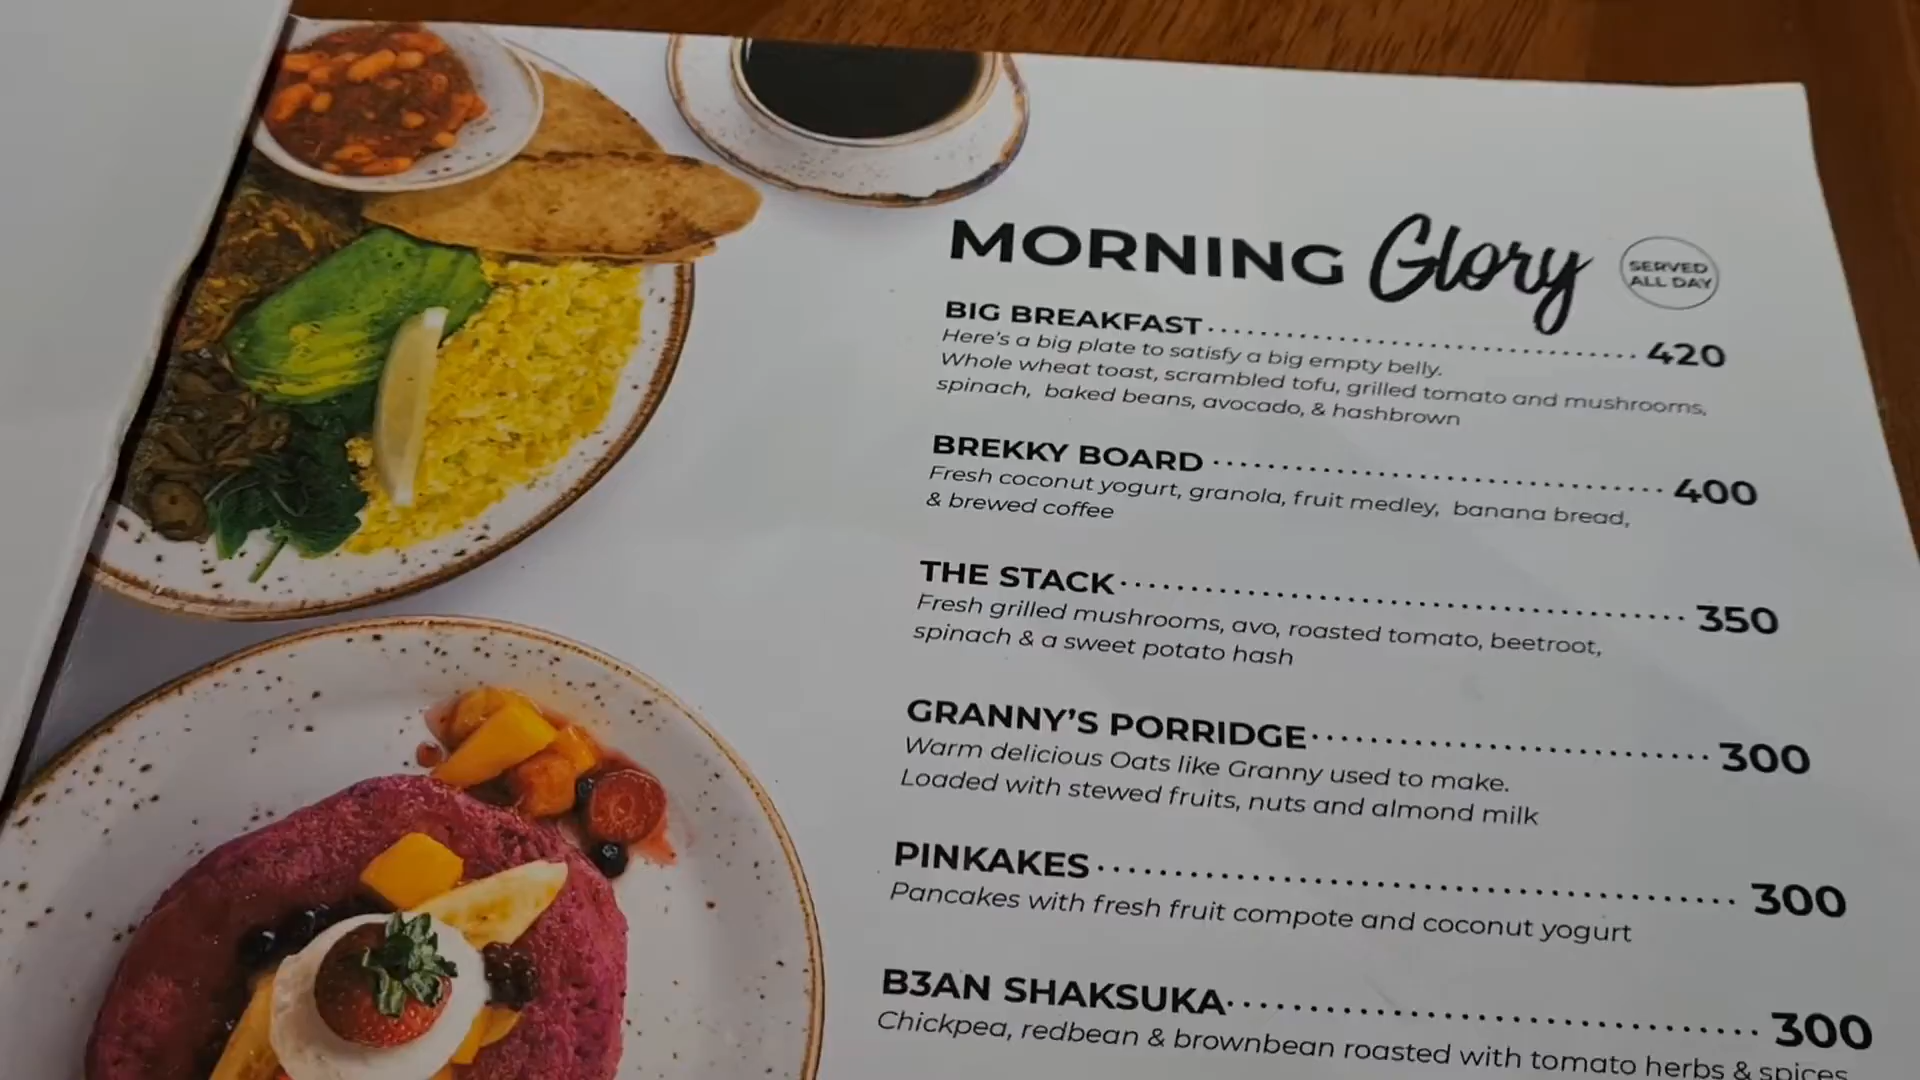 MORNING Glory
SERVED
ALL DAY
BIG BREAKFAST 420
Here's a big plate to satisfy a big empty belly.
Whole wheat toast, scrambled tofu, grilled tomato and mushrooms,
spinach, baked beans, avocado, & hashbrown
BREKKY BOARD 400
Fresh coconut yogurt, granola, fruit medley, banana bread,
& brewed coffee
THE STACK 350
Fresh grilled mushrooms, avo, roasted tomato, beetroot,
spinach & a sweet potato hash
GRANNY'S PORRIDGE 300
Warm delicious Oats like Granny used to make.
Loaded with stewed fruits, nuts and almond milk
PINKAKES 300
Pancakes with fresh fruit compote and coconut yogurt
B3AN SHAKSUKA 300
Chickpea, redbean & brownbean roasted with tomato herbs & spices